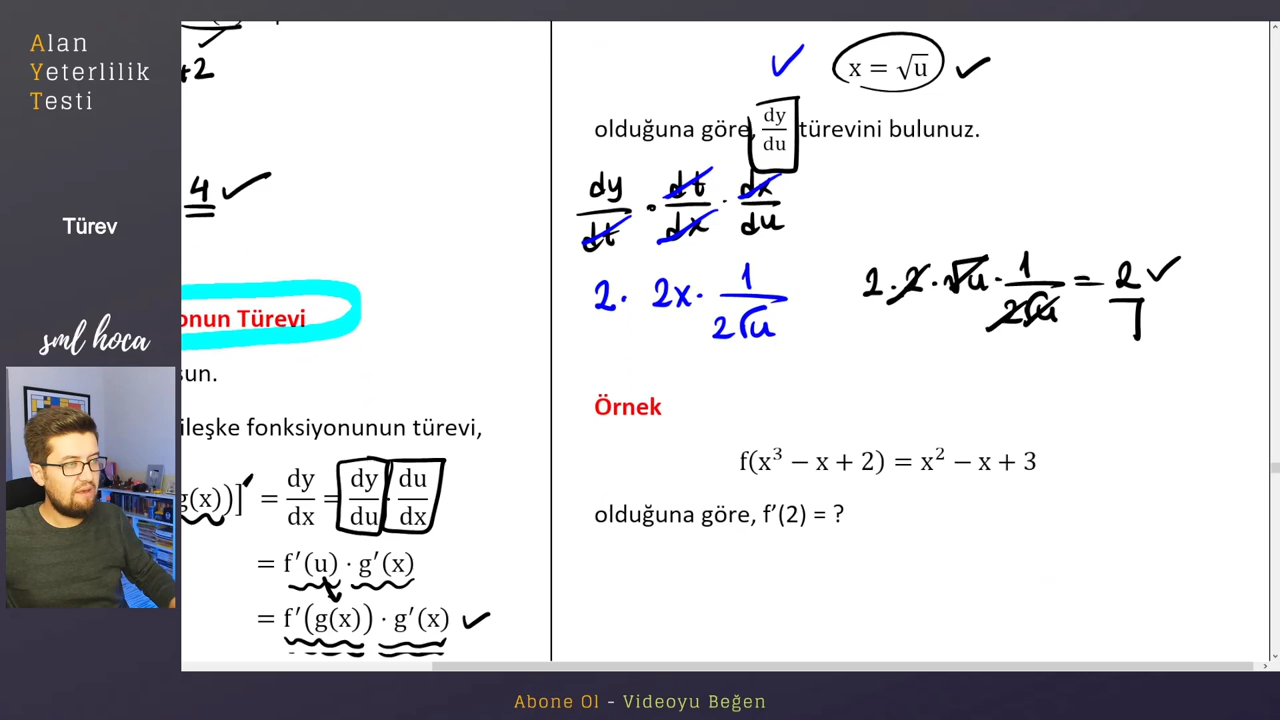 Alan
Yeterlilik
Testi
Türev
sml hoca
+2
4
onun Türevi
sun.
ileşke fonksiyonunun türevi,
g(x))]' = dy/dx = dy/du · du/dx
= f′(u) · g′(x)
= f′(g(x)) · g′(x)
x = √u
olduğuna göre, dy/du türevini bulunuz.
dy/dt · dt/dx · dx/du
2 · 2x · 1/2√u
2 · 2 · √u · 1/2√u = 2
Örnek
f(x³ − x + 2) = x² − x + 3
olduğuna göre, f′(2) = ?
Abone Ol - Videoyu Beğen